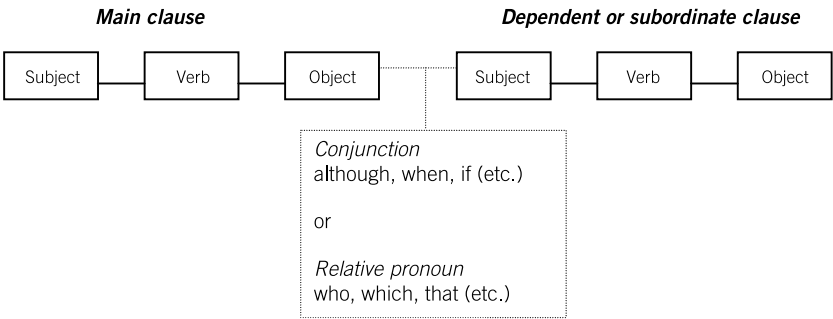 Main clause
Dependent or subordinate clause
Subject
Verb
Object
Subject
Verb
Object
Conjunction
although, when, if (etc.)
or
Relative pronoun
who, which, that (etc.)